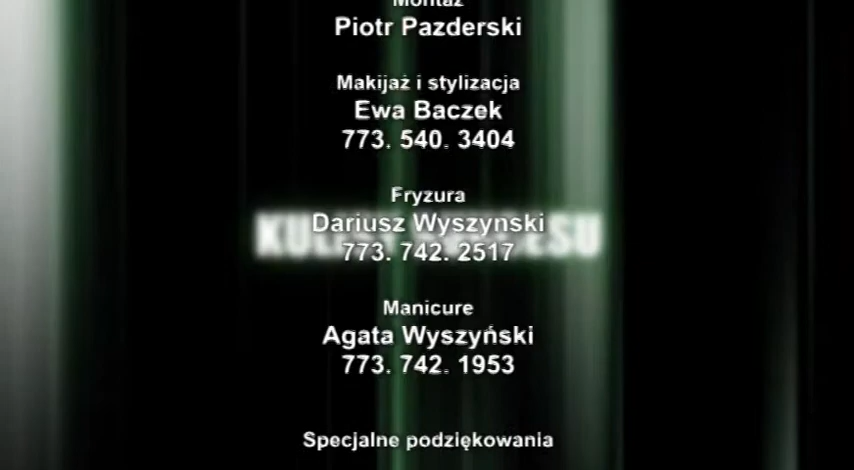 Montaż
Piotr Pazderski
Makijaż i stylizacja
Ewa Baczek
773. 540. 3404
Fryzura
Dariusz Wyszynski
773. 742. 2517
Manicure
Agata Wyszyński
773. 742. 1953
Specjalne podziękowania